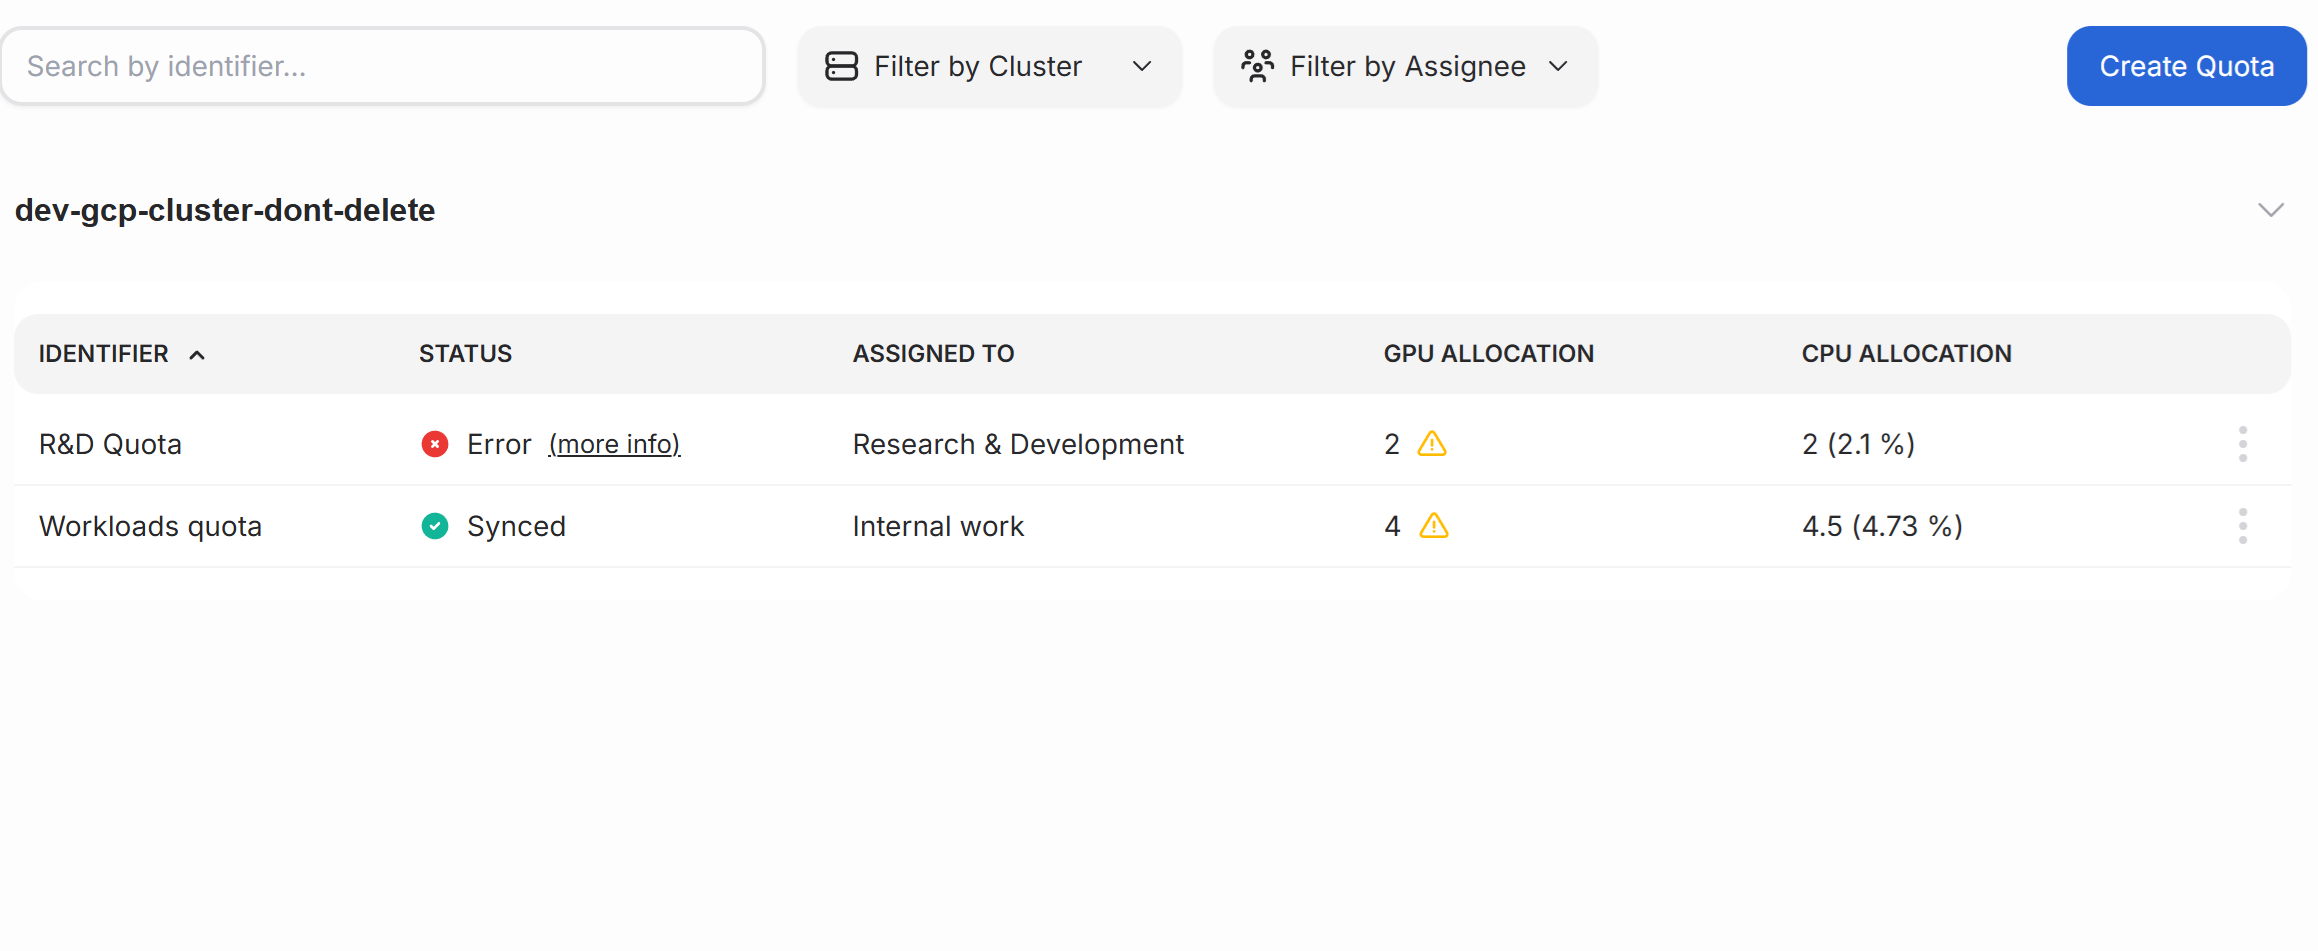 Search by identifier...
Filter by Cluster
Filter by Assignee
Create Quota
dev-gcp-cluster-dont-delete
IDENTIFIER STATUS ASSIGNED TO GPU ALLOCATION CPU ALLOCATION
R&D Quota Error (more info) Research & Development 2 2 (2.1 %)
Workloads quota Synced Internal work 4 4.5 (4.73 %)